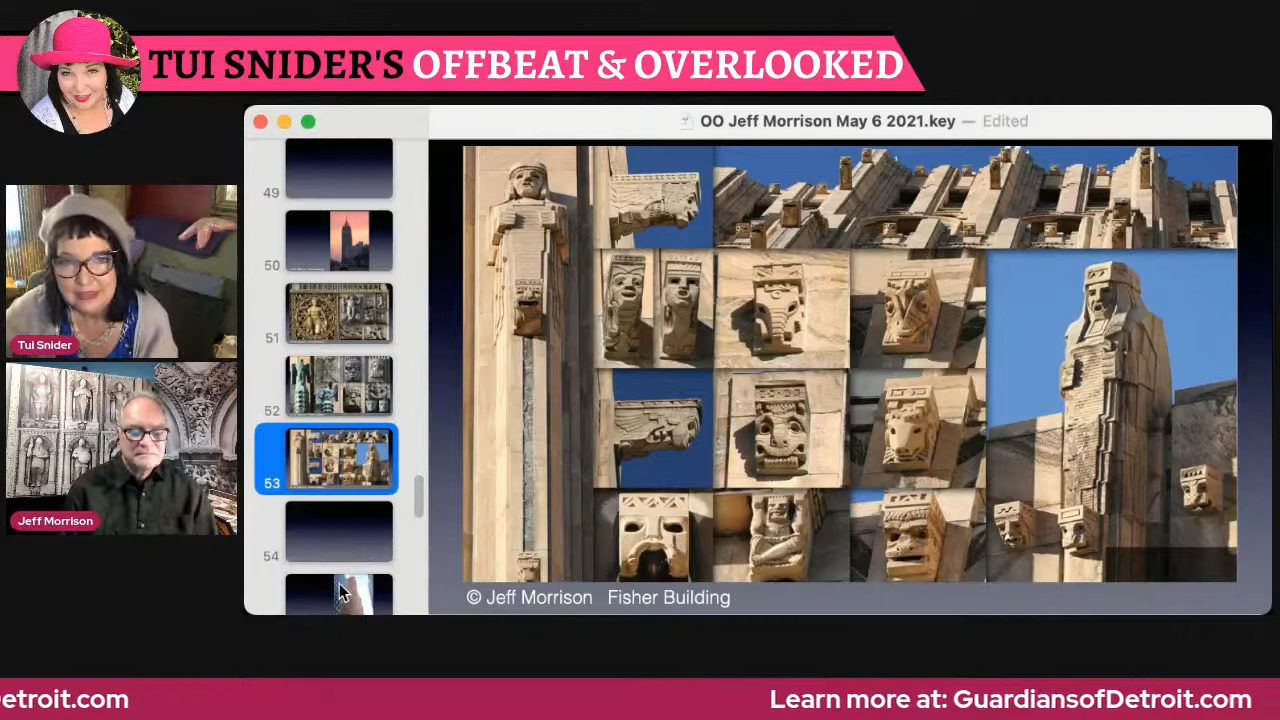 TUI SNIDER'S OFFBEAT & OVERLOOKED
OO Jeff Morrison May 6 2021.key — Edited
49
50
51
52
53
54
Tui Snider
Jeff Morrison
© Jeff Morrison Fisher Building
Detroit.com
Learn more at: GuardiansofDetroit.com